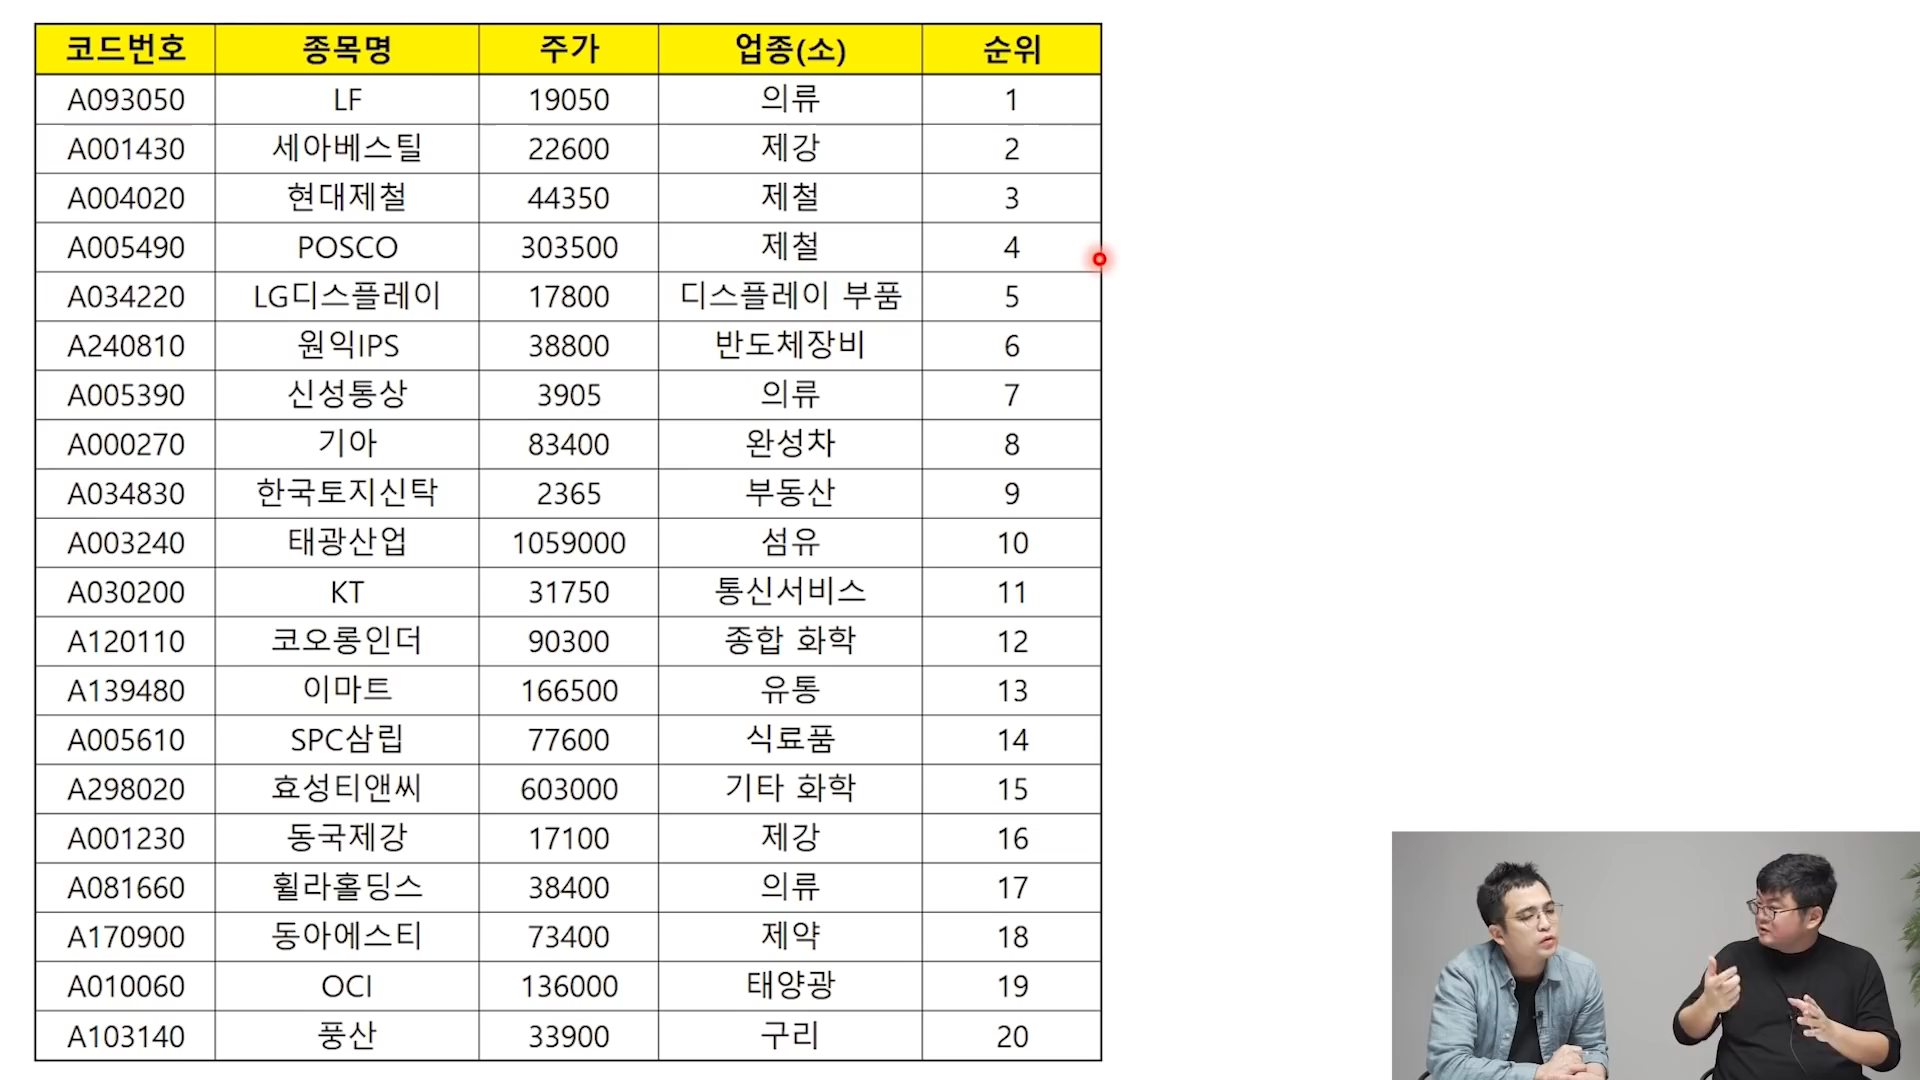 코드번호 종목명 주가 업종(소) 순위
A093050 LF 19050 의류 1
A001430 세아베스틸 22600 제강 2
A004020 현대제철 44350 제철 3
A005490 POSCO 303500 제철 4
A034220 LG디스플레이 17800 디스플레이 부품 5
A240810 원익IPS 38800 반도체장비 6
A005390 신성통상 3905 의류 7
A000270 기아 83400 완성차 8
A034830 한국토지신탁 2365 부동산 9
A003240 태광산업 1059000 섬유 10
A030200 KT 31750 통신서비스 11
A120110 코오롱인더 90300 종합 화학 12
A139480 이마트 166500 유통 13
A005610 SPC삼립 77600 식료품 14
A298020 효성티앤씨 603000 기타 화학 15
A001230 동국제강 17100 제강 16
A081660 휠라홀딩스 38400 의류 17
A170900 동아에스티 73400 제약 18
A010060 OCI 136000 태양광 19
A103140 풍산 33900 구리 20